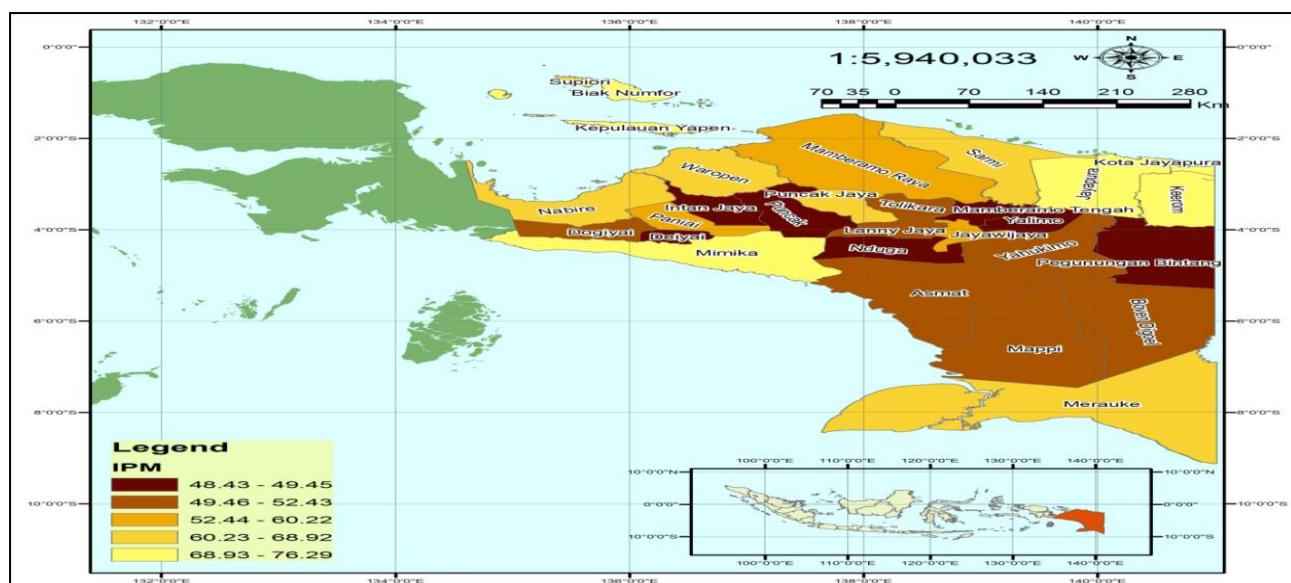 132°0'0"E 134°0'0"E 136°0'0"E 138°0'0"E 140°0'0"E
0°0'0" 0°0'0"
1:5,940,033
N
W E
S
70 35 0 70 140 210 280
Km
Supiori
Biak Numfor
Kepulauan Yapen
2°0'0"S 2°0'0"S
Mamberamo Raya
Sarmi
Kota Jayapura
Waropen
Jayapura
Keerom
Puncak Jaya
Nabire
Intan Jaya
Puncak
Tolikara
Mamberamo Tengah
Paniai
Yalimo
4°0'0"S 4°0'0"S
Dogiyai
Deiyai
Lanny Jaya
Jayawijaya
Mimika
Nduga
Yahukimo
Pegunungan Bintang
Asmat
Boven Digoel
6°0'0"S 6°0'0"S
Mappi
8°0'0"S 8°0'0"S
Merauke
Legend
IPM
48.43 - 49.45
49.46 - 52.43
52.44 - 60.22
60.23 - 68.92
68.93 - 76.29
10°0'0"S 10°0'0"S
100°0'0"E 110°0'0"E 120°0'0"E 130°0'0"E 140°0'0"E
10°0'0"N 10°0'0"N
0°0'0" 0°0'0"
10°0'0"S 10°0'0"S
100°0'0"E 110°0'0"E 120°0'0"E 130°0'0"E 140°0'0"E
132°0'0"E 134°0'0"E 136°0'0"E 138°0'0"E 140°0'0"E